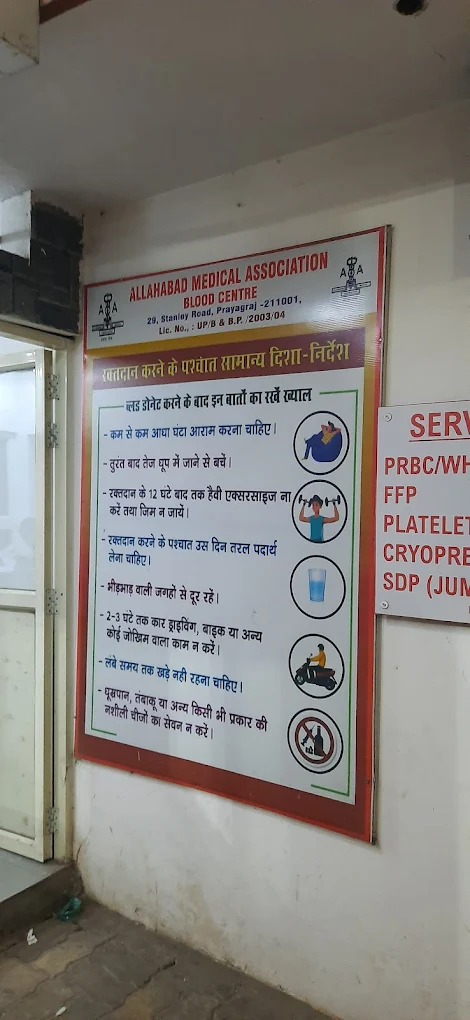 ALLAHABAD MEDICAL ASSOCIATION
BLOOD CENTRE
29, Stanley Road, Prayagraj -211001,
Lic. No., : UP/B & B.P. /2003/04
रक्तदान करने के पश्चात सामान्य दिशा-निर्देश
ब्लड डोनेट करने के बाद इन बातों का रखें ख्याल
- कम से कम आधा घंटा आराम करना चाहिए।
- तुरंत बाद तेज धूप में जाने से बचें।
- रक्तदान के 12 घंटे बाद तक हैवी एक्सरसाइज ना
करें तथा जिम न जायें।
- रक्तदान करने के पश्चात उस दिन तरल पदार्थ
लेना चाहिए।
- भीड़भाड़ वाली जगहों से दूर रहें।
- 2-3 घंटे तक कार ड्राइविंग, बाइक या अन्य
कोई जोखिम वाला काम न करें।
- लंबे समय तक खड़े नही रहना चाहिए।
- धूम्रपान, तंबाकू या अन्य किसी भी प्रकार की
नशीली चीजों का सेवन न करें।
SERV
PRBC/WH
FFP
PLATELET
CRYOPRE
SDP (JUM